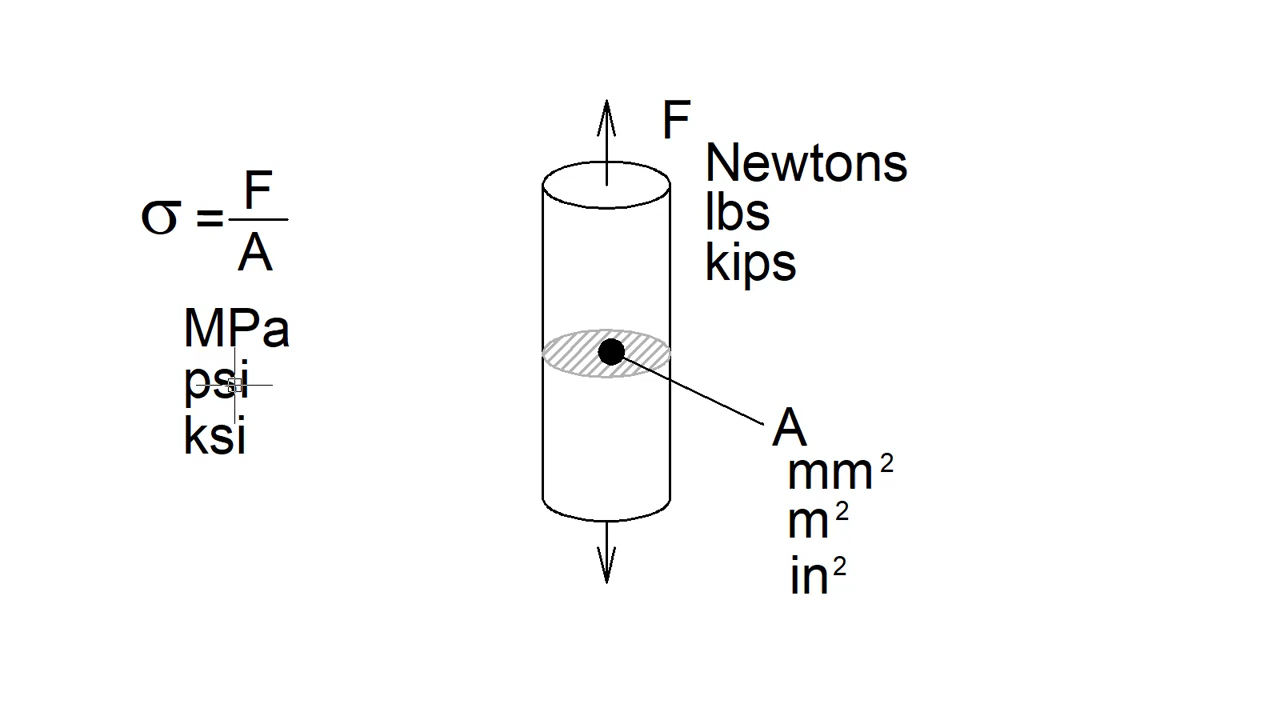 σ = F
A
MPa
psi
ksi
F
Newtons
lbs
kips
A
mm²
m²
in²